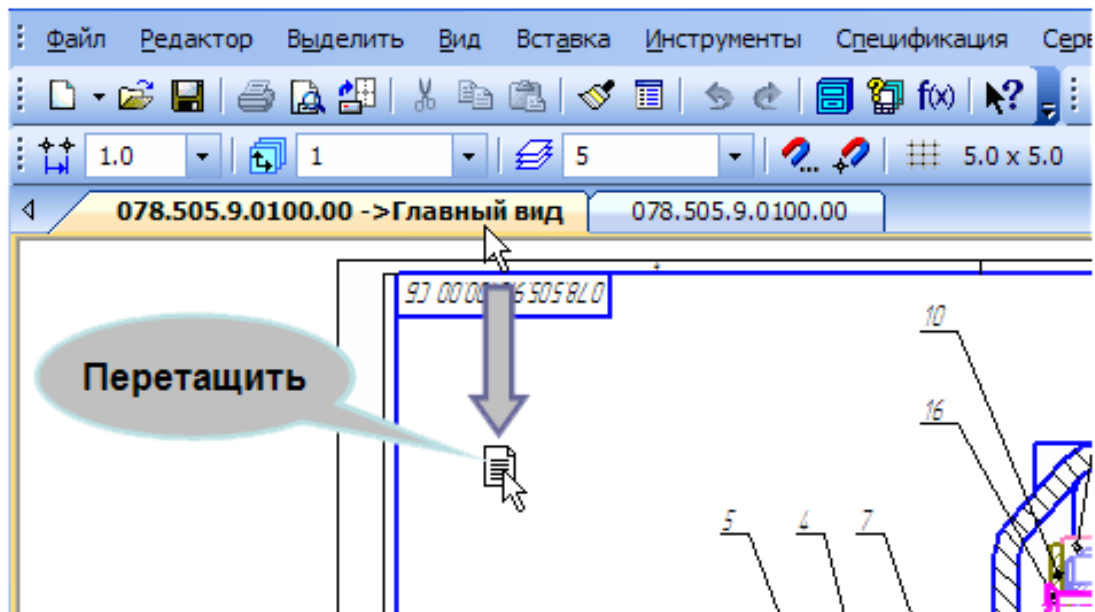 Файл Редактор Выделить Вид Вставка Инструменты Спецификация Серв
f(x) ?
1.0 1 5 5.0 x 5.0
078.505.9.0100.00 ->Главный вид 078.505.9.0100.00
10
Перетащить
16
5 4 7